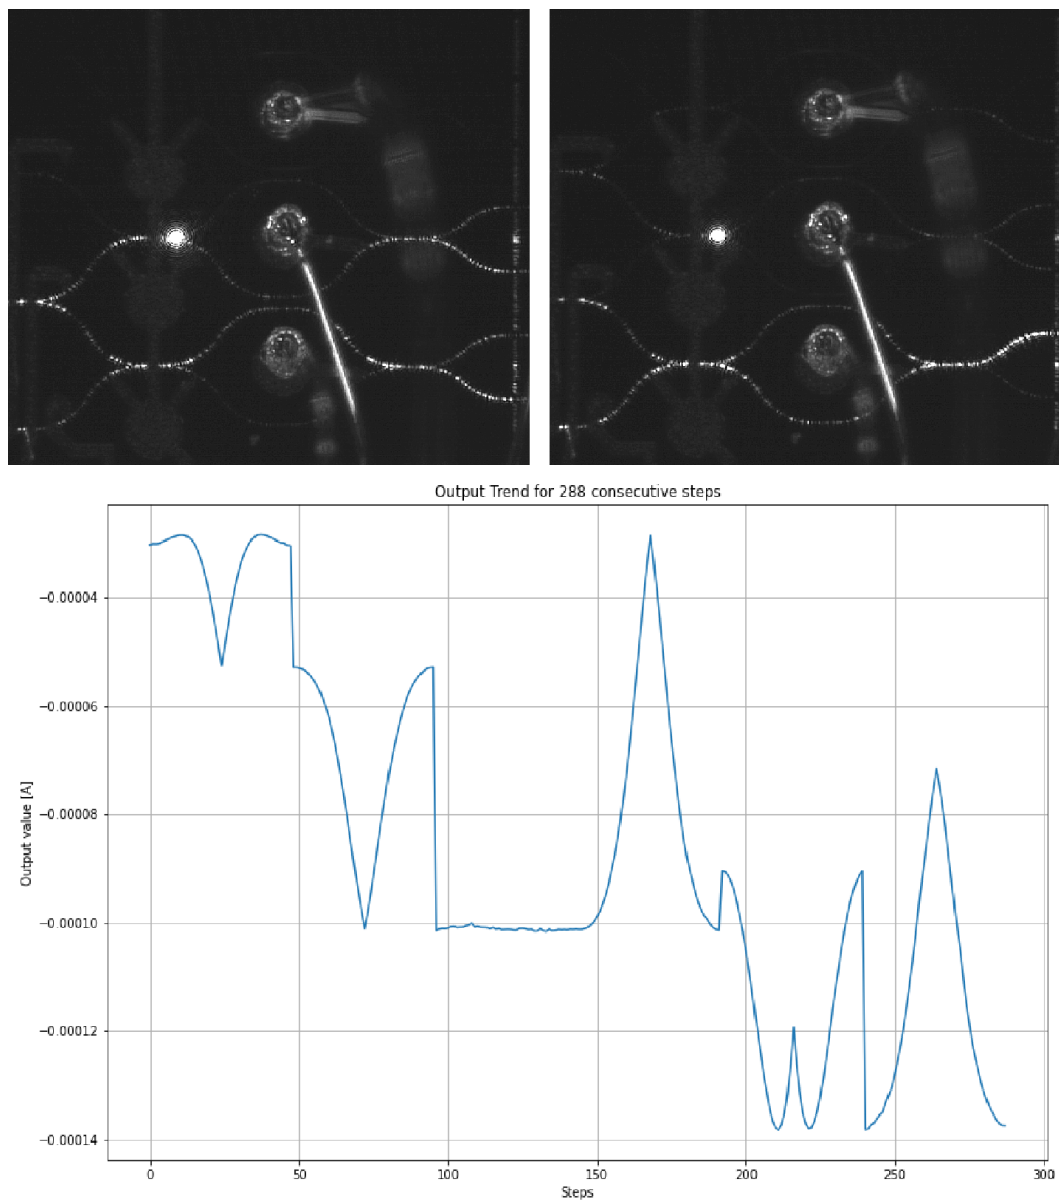 Output Trend for 288 consecutive steps
−0.00004
−0.00006
−0.00008
−0.00010
−0.00012
−0.00014
Output value [A]
0 50 100 150 200 250 300
Steps